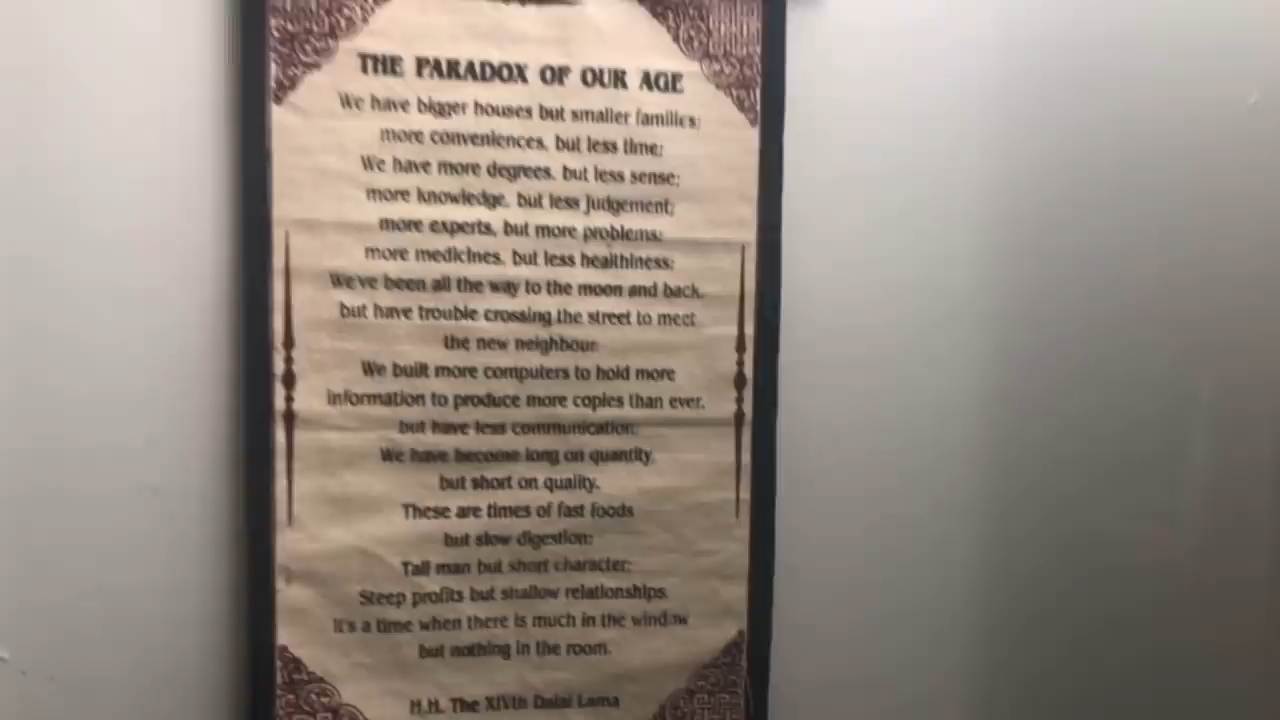 THE PARADOX OF OUR AGE
We have bigger houses but smaller families;
more conveniences, but less time;
We have more degrees, but less sense;
more knowledge, but less judgement;
more experts, but more problems;
more medicines, but less healthiness;
We've been all the way to the moon and back,
but have trouble crossing the street to meet
the new neighbour.
We built more computers to hold more
information to produce more copies than ever,
but have less communication;
We have become long on quantity,
but short on quality.
These are times of fast foods
but slow digestion;
Tall man but short character;
Steep profits but shallow relationships.
It's a time when there is much in the window
but nothing in the room.
H.H. The XIVth Dalai Lama